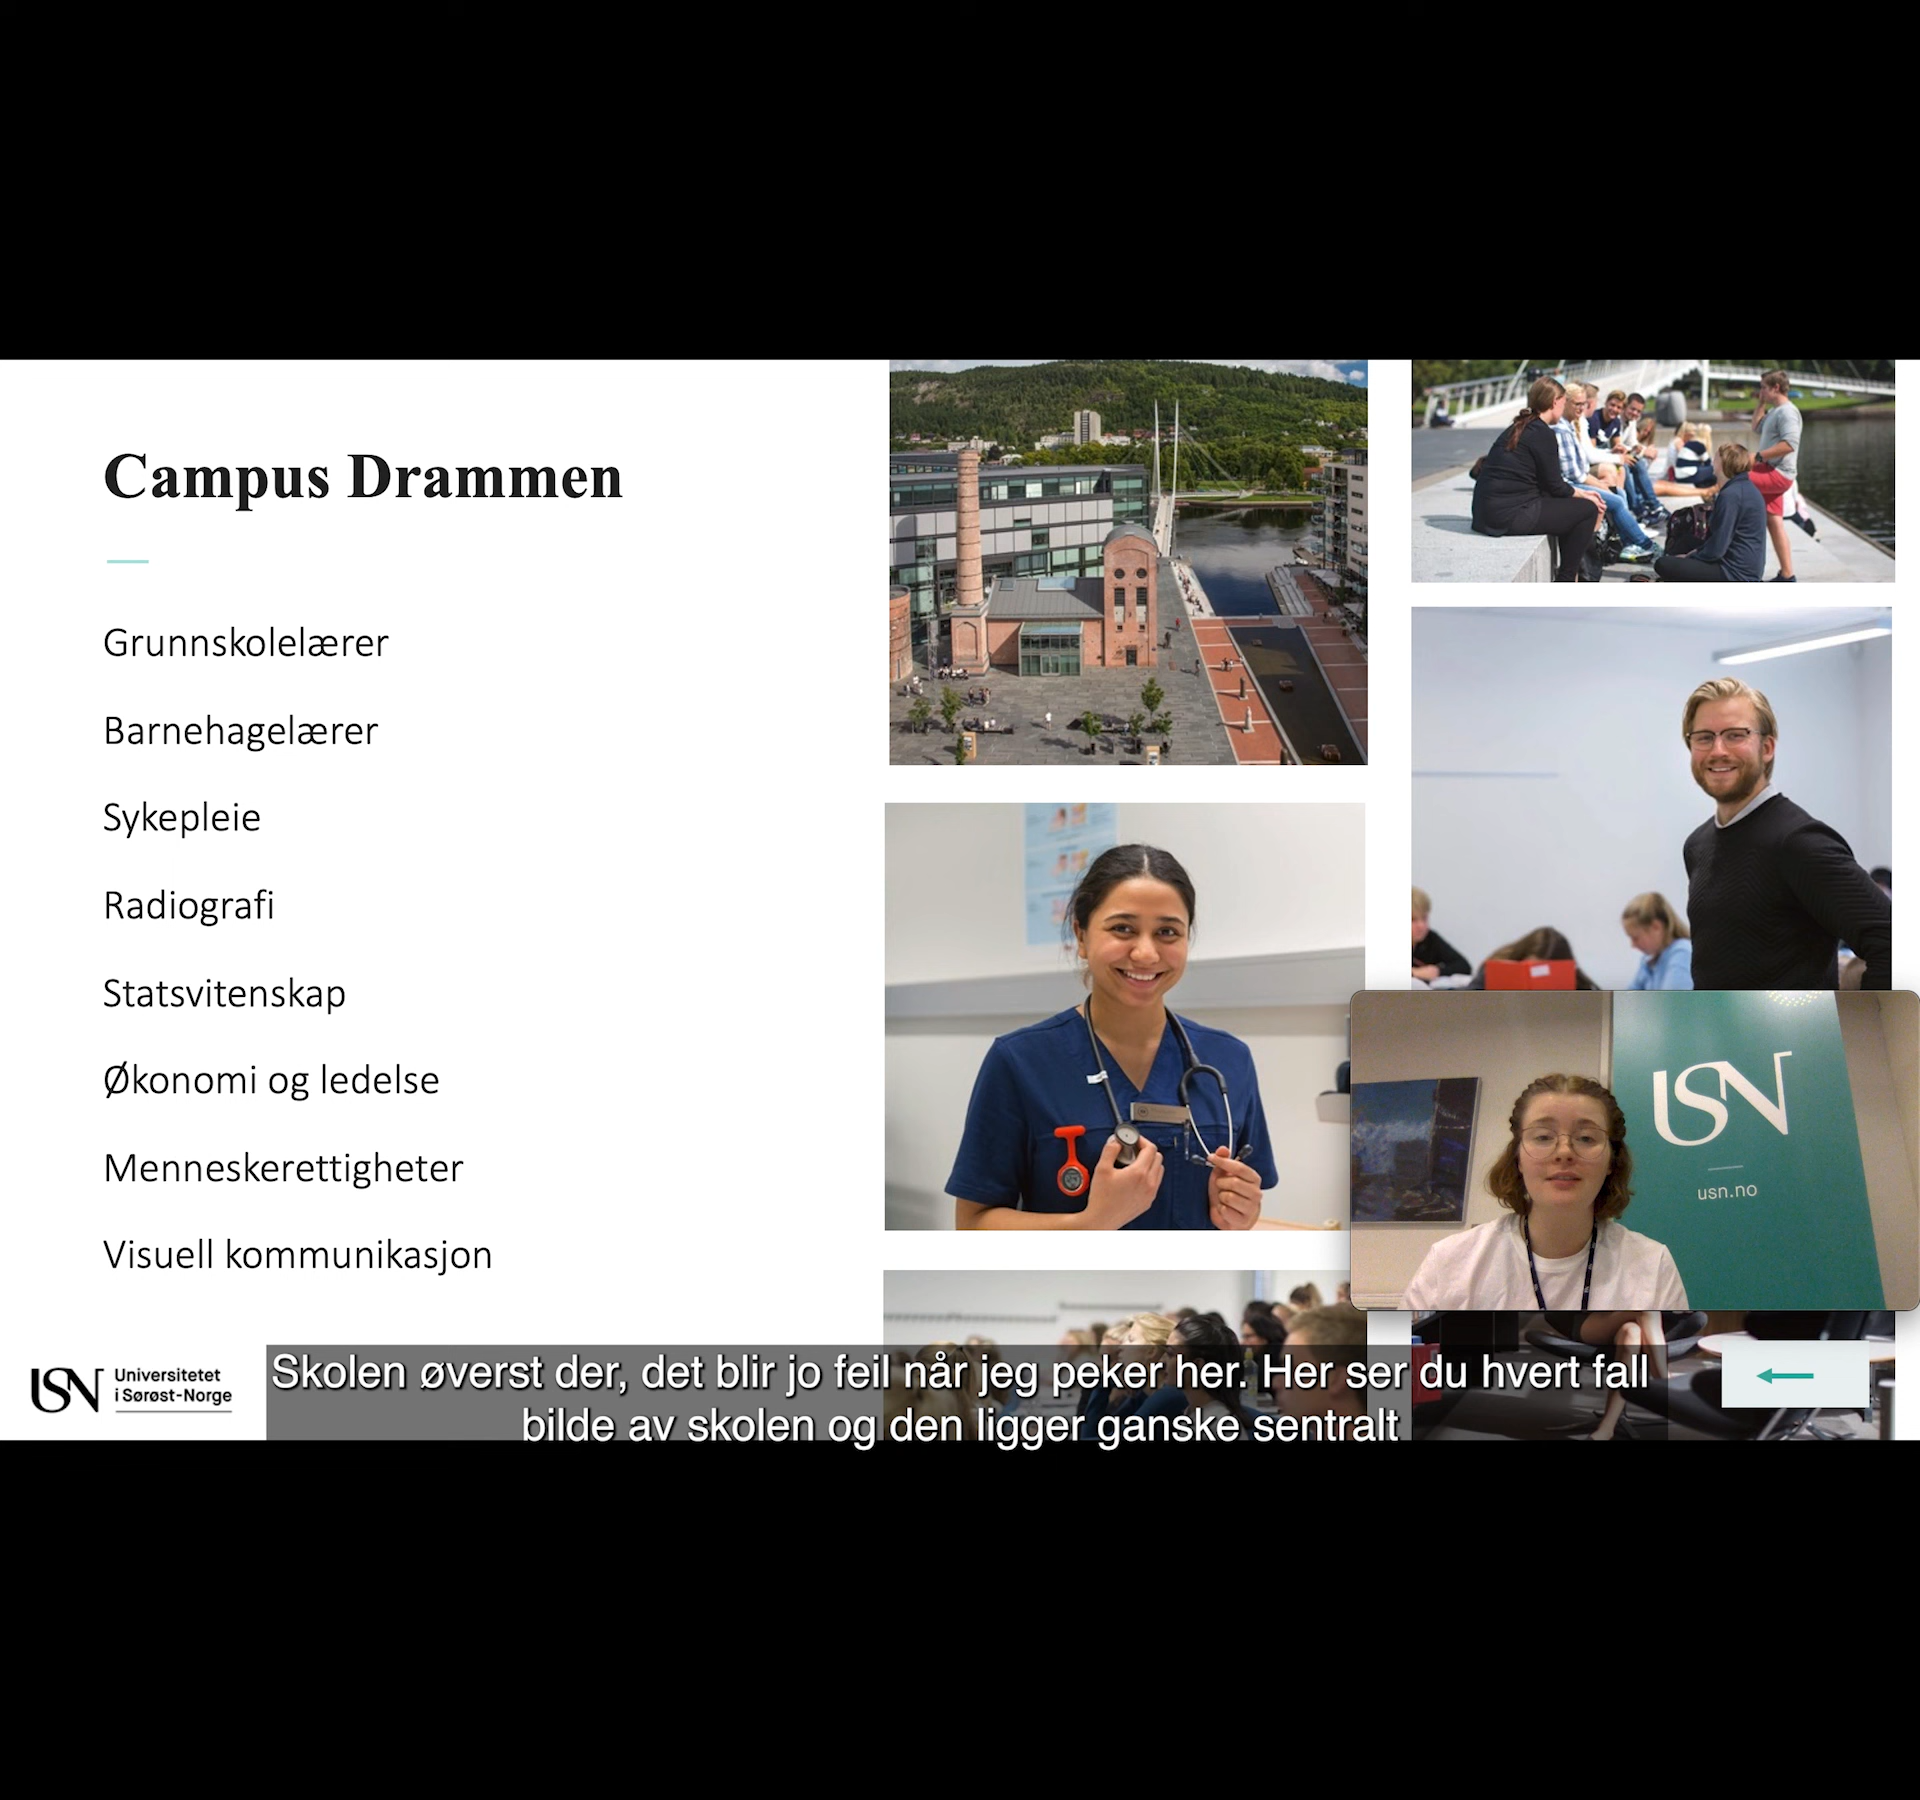 Campus Drammen
Grunnskolelærer
Barnehagelærer
Sykepleie
Radiografi
Statsvitenskap
Økonomi og ledelse
Menneskerettigheter
Visuell kommunikasjon
USN
usn.no
USN Universitetet
i Sørøst-Norge
Skolen øverst der, det blir jo feil når jeg peker her. Her ser du hvert fall
bilde av skolen og den ligger ganske sentralt